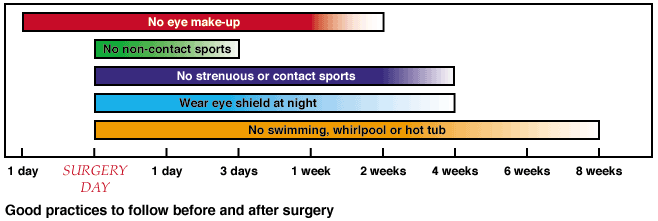 No eye make-up
No non-contact sports
No strenuous or contact sports
Wear eye shield at night
No swimming, whirlpool or hot tub
1 day SURGERY DAY 1 day 3 days 1 week 2 weeks 4 weeks 6 weeks 8 weeks
Good practices to follow before and after surgery